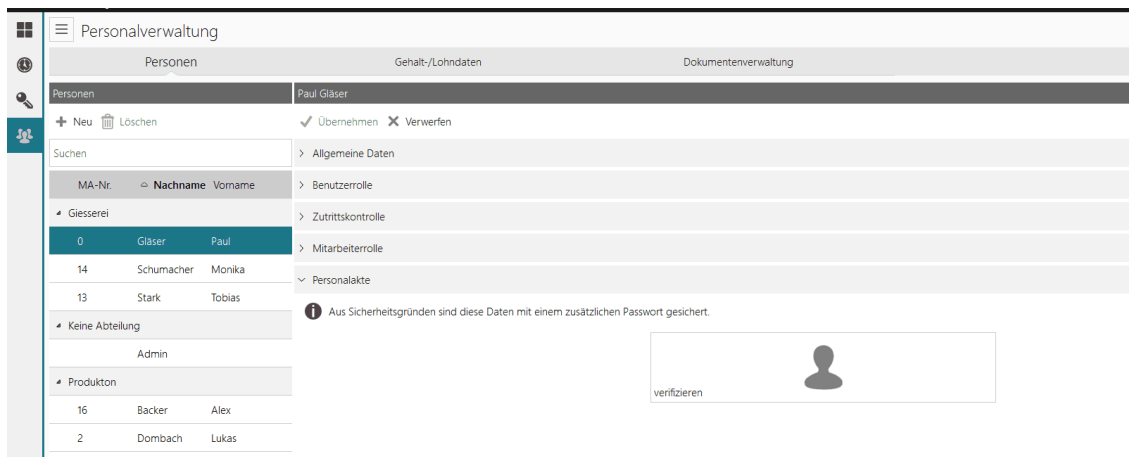 Personalverwaltung
Personen Gehalt-/Lohndaten Dokumentenverwaltung
Personen
Neu Löschen
Suchen
MA-Nr. Nachname Vorname
Giesserei
0 Gläser Paul
14 Schumacher Monika
13 Stark Tobias
Keine Abteilung
Admin
Produkton
16 Backer Alex
2 Dombach Lukas
Paul Gläser
Übernehmen Verwerfen
Allgemeine Daten
Benutzerrolle
Zutrittskontrolle
Mitarbeiterrolle
Personalakte
Aus Sicherheitsgründen sind diese Daten mit einem zusätzlichen Passwort gesichert.
verifizieren